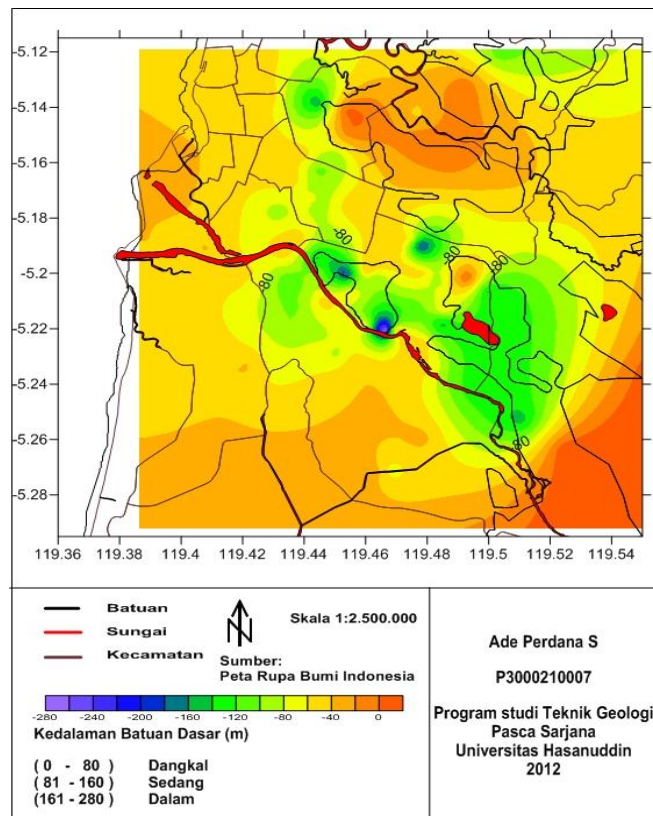 -5.12
-5.14
-5.16
-5.18
-5.2
-5.22
-5.24
-5.26
-5.28
-80
-80
-80
-80
119.36 119.38 119.4 119.42 119.44 119.46 119.48 119.5 119.52 119.54
Batuan
Sungai
Kecamatan
N
Skala 1:2.500.000
Sumber:
Peta Rupa Bumi Indonesia
-280 -240 -200 -160 -120 -80 -40 0
Kedalaman Batuan Dasar (m)
( 0 - 80 ) Dangkal
( 81 - 160 ) Sedang
(161 - 280 ) Dalam
Ade Perdana S
P3000210007
Program studi Teknik Geologi
Pasca Sarjana
Universitas Hasanuddin
2012